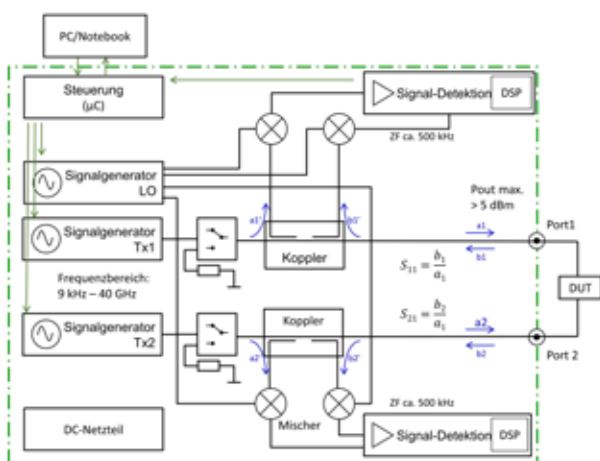 PC/Notebook
Steuerung
(µC)
Signal-Detektion
DSP
ZF ca. 500 kHz
Signalgenerator
LO
Pout max.
> 5 dBm
a1'
b1'
a1
Port1
b1
Signalgenerator
Tx1
Koppler
S₁₁ = b₁/a₁
DUT
Frequenzbereich:
9 kHz – 40 GHz
Koppler
S₂₁ = b₂/a₁
a2
Signalgenerator
Tx2
a2'
b2'
b2
Port 2
ZF ca. 500 kHz
DC-Netzteil
Mischer
Signal-Detektion
DSP